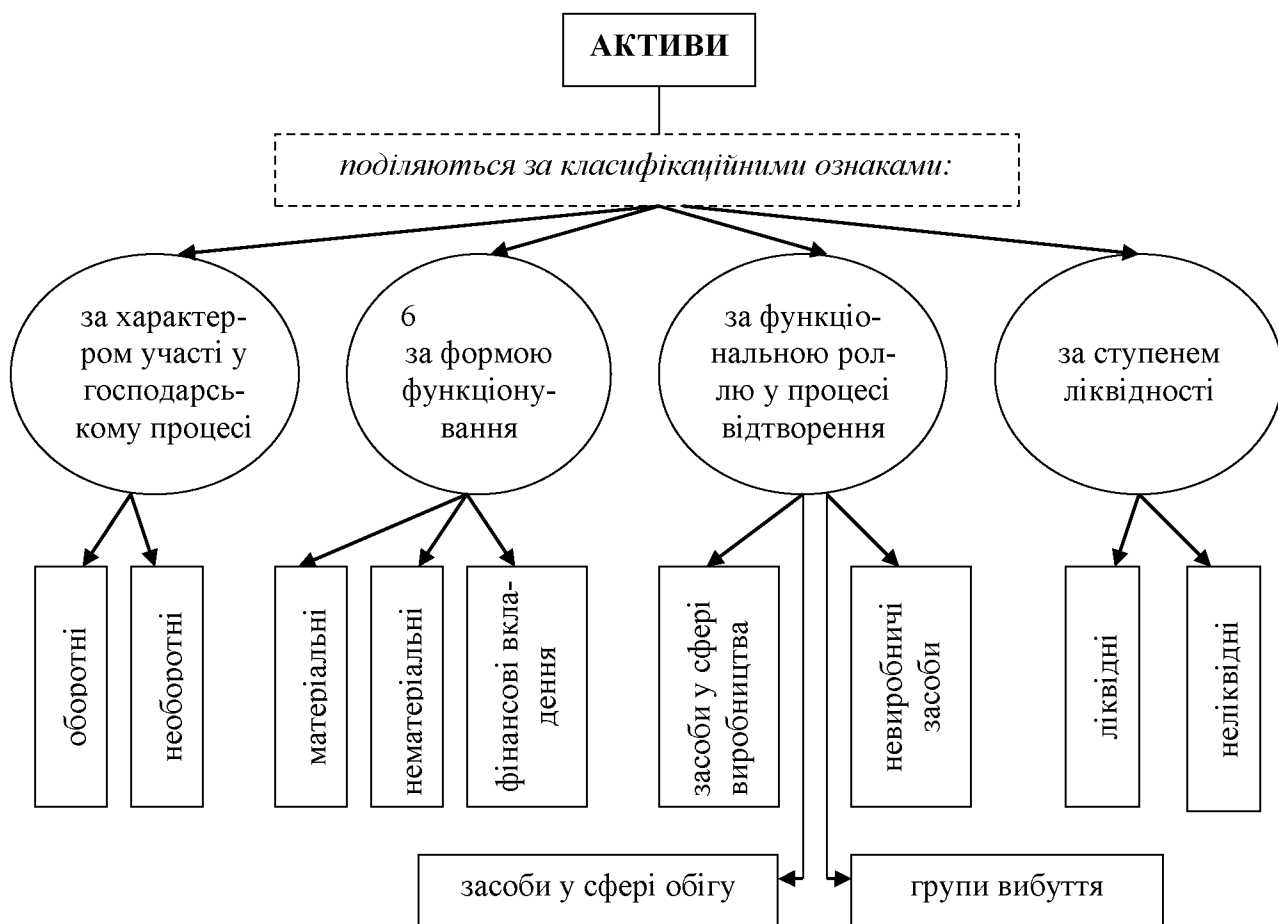 АКТИВИ
поділяються за класифікаційними ознаками:
за характер-
ром участі у
господарсь-
кому процесі
6
за формою
функціону-
вання
за функціо-
нальною рол-
лю у процесі
відтворення
за ступенем
ліквідності
оборотні
необоротні
матеріальні
нематеріальні
фінансові вкла-
дення
засоби у сфері
виробництва
невиробничі
засоби
ліквідні
неліквідні
засоби у сфері обігу
групи вибуття